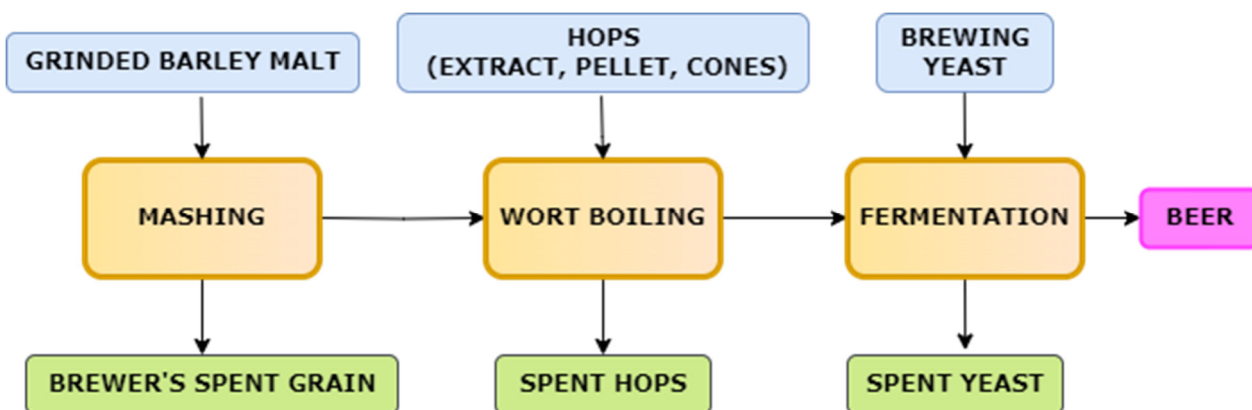 GRINDED BARLEY MALT
HOPS
(EXTRACT, PELLET, CONES)
BREWING
YEAST
MASHING
WORT BOILING
FERMENTATION
BEER
BREWER'S SPENT GRAIN
SPENT HOPS
SPENT YEAST